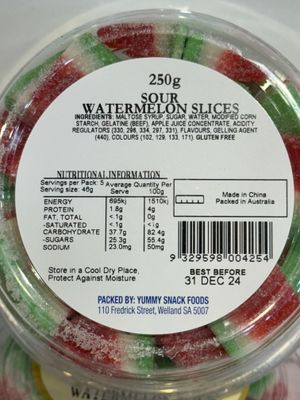 250g
SOUR
WATERMELON SLICES
INGREDIENTS: MALTOSE SYRUP, SUGAR, WATER, MODIFIED CORN
STARCH, GELATINE (BEEF), APPLE JUICE CONCENTRATE, ACIDITY
REGULATORS (330, 296, 334, 297, 331), FLAVOURS, GELLING AGENT
(440), COLOURS (102, 129, 133, 171) GLUTEN FREE
NUTRITIONAL INFORMATION
Servings per Pack: 5 Average Quantity Per
Serving size: 46g 100g
ENERGY 695kj 1510kj
PROTEIN 1.8g 4g
FAT, TOTAL <.1g 0g
-SATURATED <.1g <1g
CARBOHYDRATE 37.7g 82.4g
-SUGARS 25.3g 55.4g
SODIUM 23.0mg 50mg
Made in China
Packed in Australia
9 329598 004254
Store in a Cool Dry Place,
Protect Against Moisture
BEST BEFORE
31 DEC 24
PACKED BY: YUMMY SNACK FOODS
110 Fredrick Street, Welland SA 5007
WATERMELON